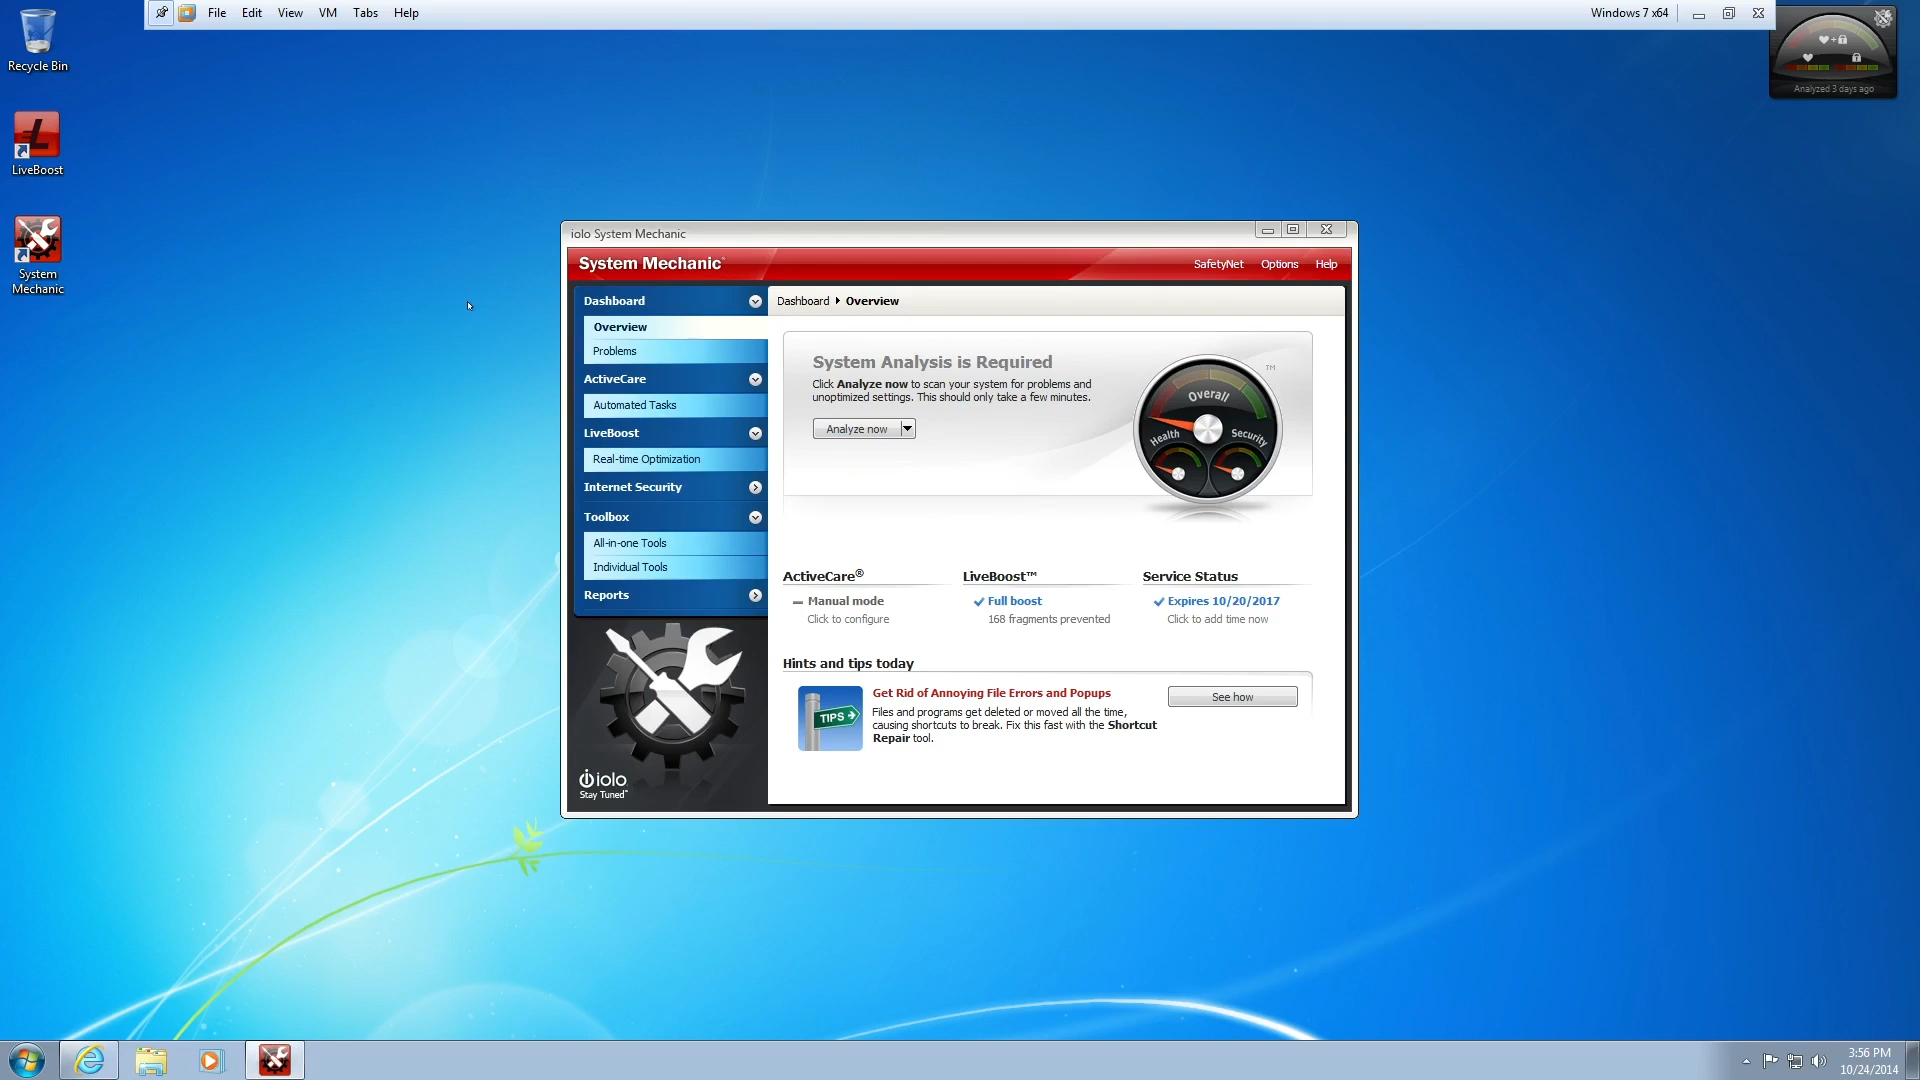 File Edit View VM Tabs Help
Windows 7 x64
Recycle Bin
LiveBoost
System
Mechanic
Analyzed 3 days ago
iolo System Mechanic
System Mechanic
SafetyNet Options Help
Dashboard
Overview
Problems
ActiveCare
Automated Tasks
LiveBoost
Real-time Optimization
Internet Security
Toolbox
All-in-one Tools
Individual Tools
Reports
iolo
Stay Tuned™
Dashboard Overview
System Analysis is Required
Click Analyze now to scan your system for problems and
unoptimized settings. This should only take a few minutes.
Analyze now
Overall
Health
Security
TM
ActiveCare®
Manual mode
Click to configure
LiveBoost™
Full boost
168 fragments prevented
Service Status
Expires 10/20/2017
Click to add time now
Hints and tips today
TIPS
Get Rid of Annoying File Errors and Popups
Files and programs get deleted or moved all the time,
causing shortcuts to break. Fix this fast with the Shortcut
Repair tool.
See how
3:56 PM
10/24/2014